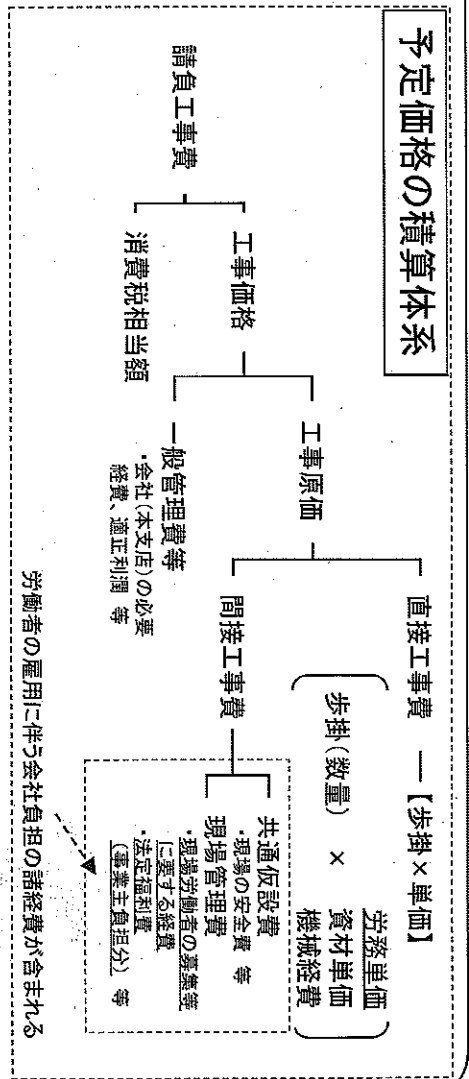 予定価格の積算体系
請負工事費
工事価格
消費税相当額
工事原価
一般管理費等
・会社(本支店)の必要
経費、適正利潤 等
直接工事費 ― 【歩掛×単価】
歩掛(数量) × 労務単価
資材単価
機械経費
間接工事費
共通仮設費
・現場の安全費 等
現場管理費
・現場労働者の募集等
に要する経費
・法定福利費
(事業主負担分) 等
労働者の雇用に伴う会社負担の諸経費が含まれる